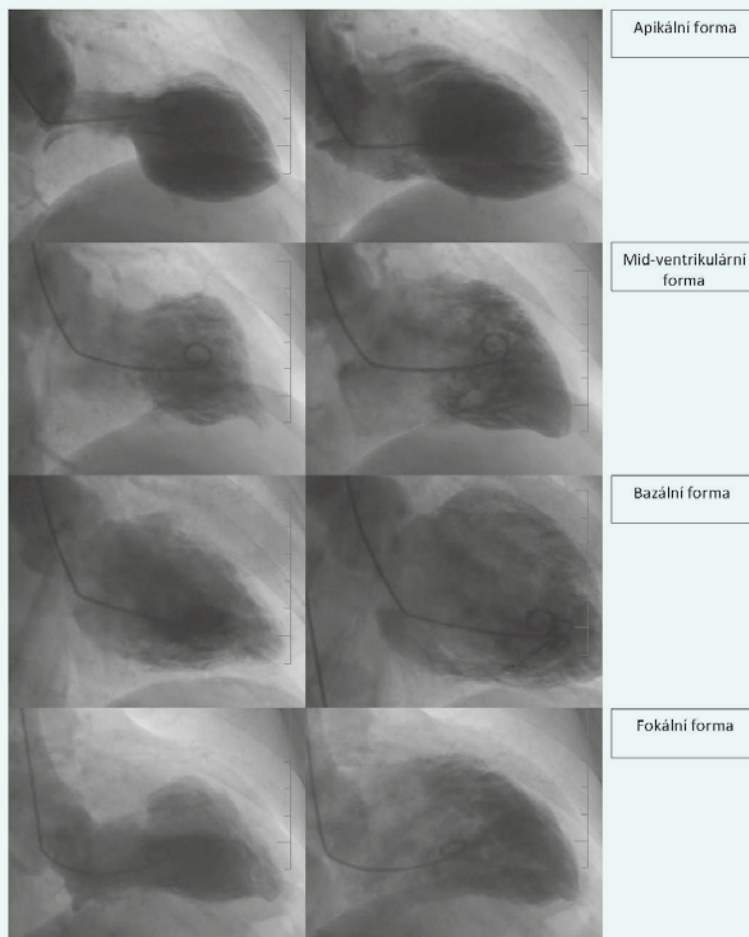 Apikální forma
Mid-ventrikulární
forma
Bazální forma
Fokální forma